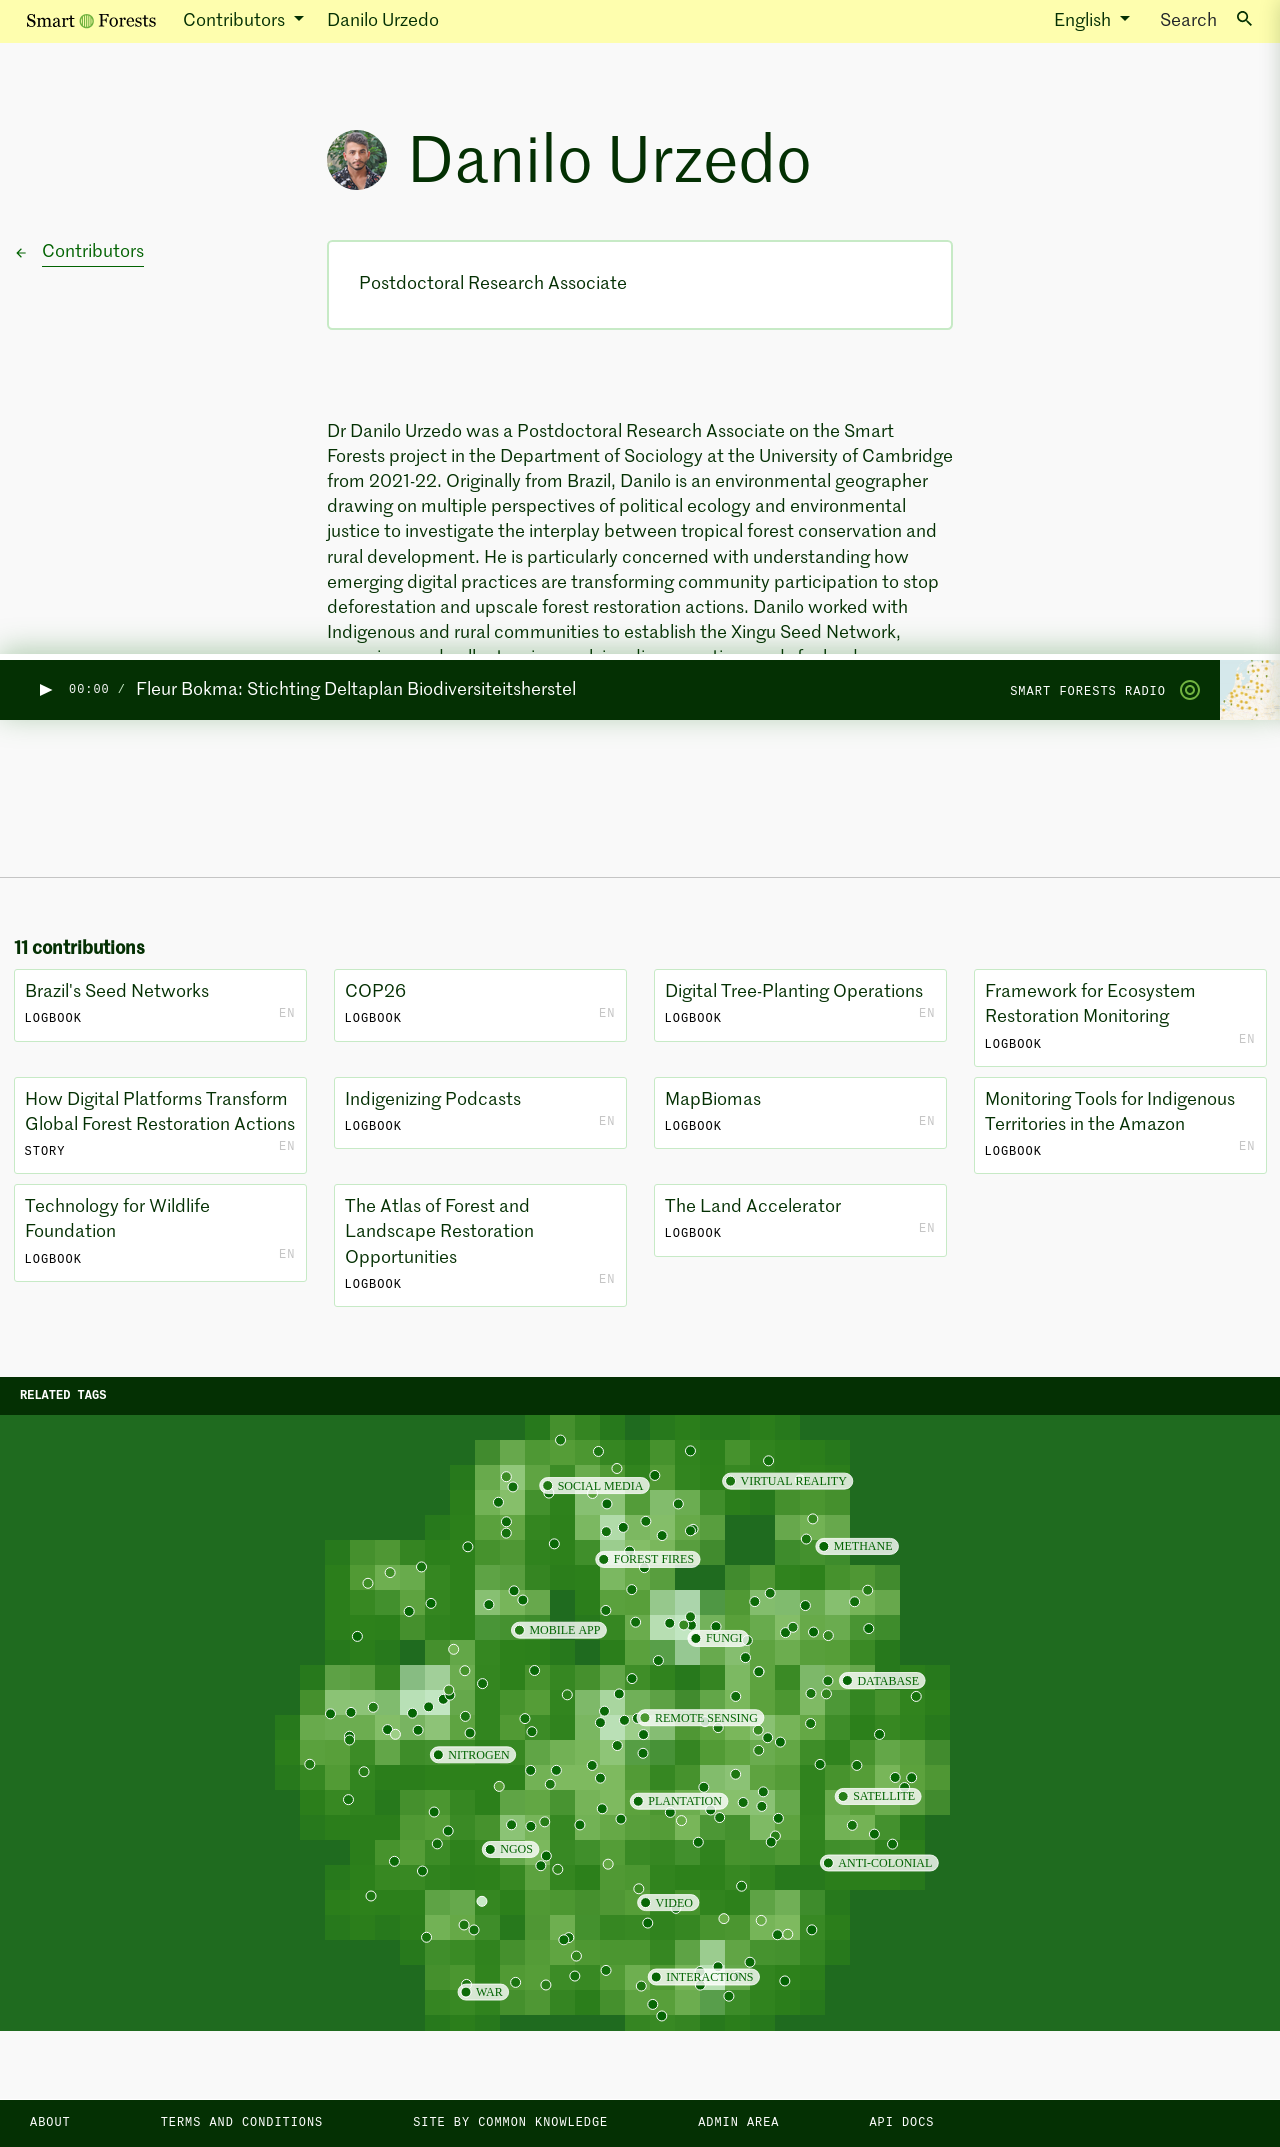 Smart Forests Contributors Danilo Urzedo English Search
Danilo Urzedo
← Contributors
Postdoctoral Research Associate
Dr Danilo Urzedo was a Postdoctoral Research Associate on the Smart
Forests project in the Department of Sociology at the University of Cambridge
from 2021-22. Originally from Brazil, Danilo is an environmental geographer
drawing on multiple perspectives of political ecology and environmental
justice to investigate the interplay between tropical forest conservation and
rural development. He is particularly concerned with understanding how
emerging digital practices are transforming community participation to stop
deforestation and upscale forest restoration actions. Danilo worked with
Indigenous and rural communities to establish the Xingu Seed Network,
00:00 / Fleur Bokma: Stichting Deltaplan Biodiversiteitsherstel SMART FORESTS RADIO
11 contributions
Brazil's Seed Networks
LOGBOOK EN
COP26
LOGBOOK EN
Digital Tree-Planting Operations
LOGBOOK EN
Framework for Ecosystem
Restoration Monitoring
LOGBOOK EN
How Digital Platforms Transform
Global Forest Restoration Actions
STORY EN
Indigenizing Podcasts
LOGBOOK EN
MapBiomas
LOGBOOK EN
Monitoring Tools for Indigenous
Territories in the Amazon
LOGBOOK EN
Technology for Wildlife
Foundation
LOGBOOK EN
The Atlas of Forest and
Landscape Restoration
Opportunities
LOGBOOK EN
The Land Accelerator
LOGBOOK EN
RELATED TAGS
VIRTUAL REALITY
SOCIAL MEDIA
METHANE
FOREST FIRES
MOBILE APP
FUNGI
DATABASE
REMOTE SENSING
NITROGEN
SATELLITE
PLANTATION
NGOS
ANTI-COLONIAL
VIDEO
INTERACTIONS
WAR
ABOUT TERMS AND CONDITIONS SITE BY COMMON KNOWLEDGE ADMIN AREA API DOCS